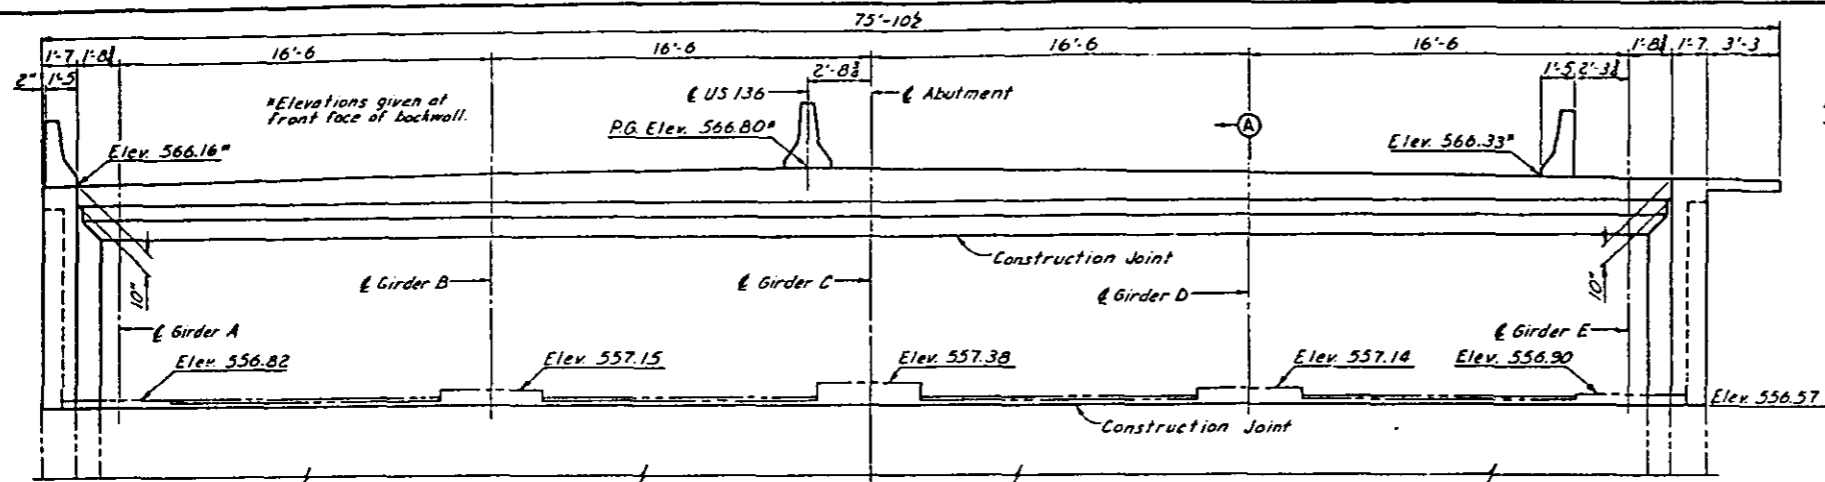 75'-10½
1'-7 1'-8¾ 16'-6 16'-6 16'-6 16'-6 1'-8¾ 1'-7 3'-3
2" 1'-5 2'-8⅜ 1'-5 2'-3¾
*Elevations given at
front face of backwall.
℄ US 136 ℄ Abutment
P.G. Elev. 566.80*
A
Elev. 566.16*
Elev. 566.33*
Construction Joint
10"
℄ Girder B
℄ Girder C
℄ Girder D
10"
℄ Girder A
℄ Girder E
Elev. 556.82
Elev. 557.15
Elev. 557.38
Elev. 557.14
Elev. 556.90
Elev. 556.57
Construction Joint